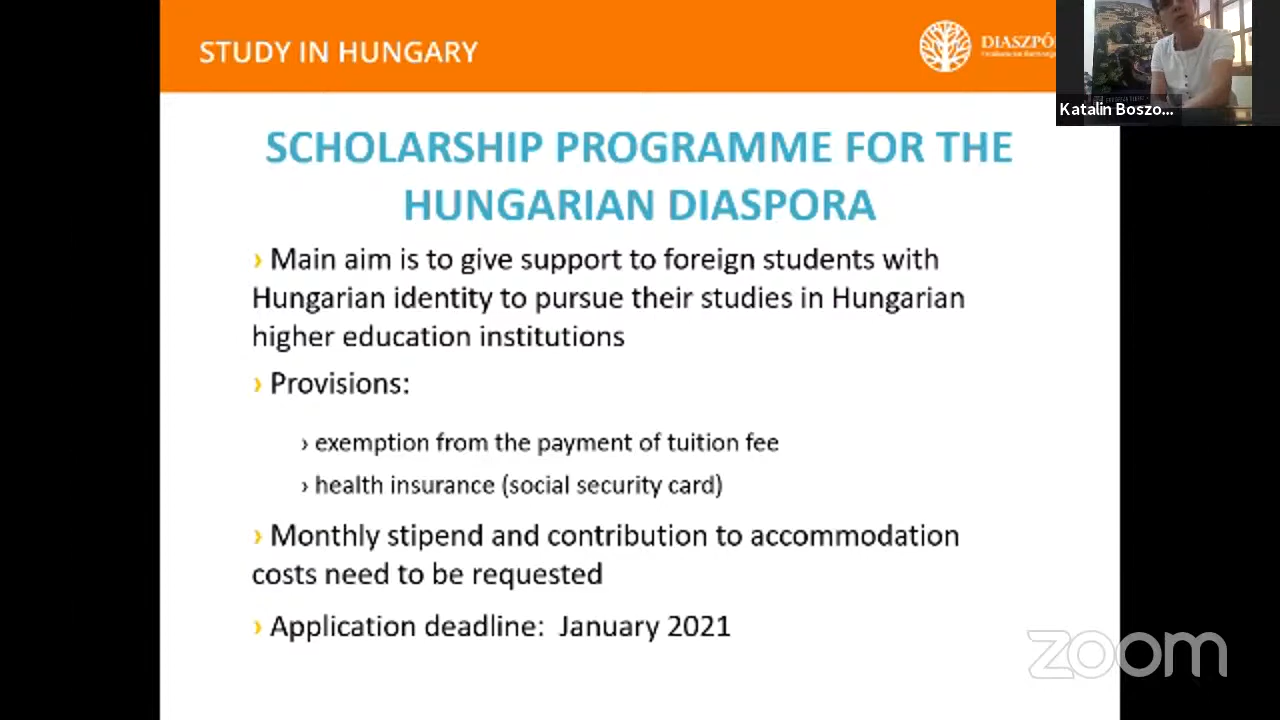 STUDY IN HUNGARY
DIASZPÓ
Katalin Boszo...
SCHOLARSHIP PROGRAMME FOR THE
HUNGARIAN DIASPORA
› Main aim is to give support to foreign students with
Hungarian identity to pursue their studies in Hungarian
higher education institutions
› Provisions:
› exemption from the payment of tuition fee
› health insurance (social security card)
› Monthly stipend and contribution to accommodation
costs need to be requested
› Application deadline: January 2021
zoom